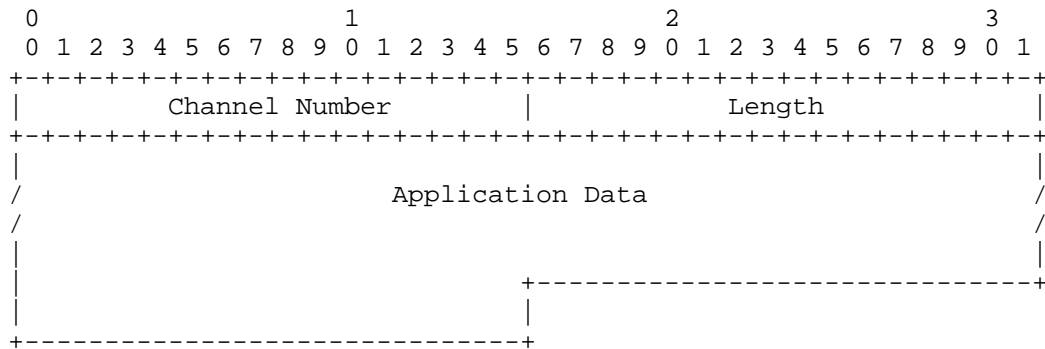 0                   1                   2                   3
0 1 2 3 4 5 6 7 8 9 0 1 2 3 4 5 6 7 8 9 0 1 2 3 4 5 6 7 8 9 0 1
Channel Number Length
Application Data